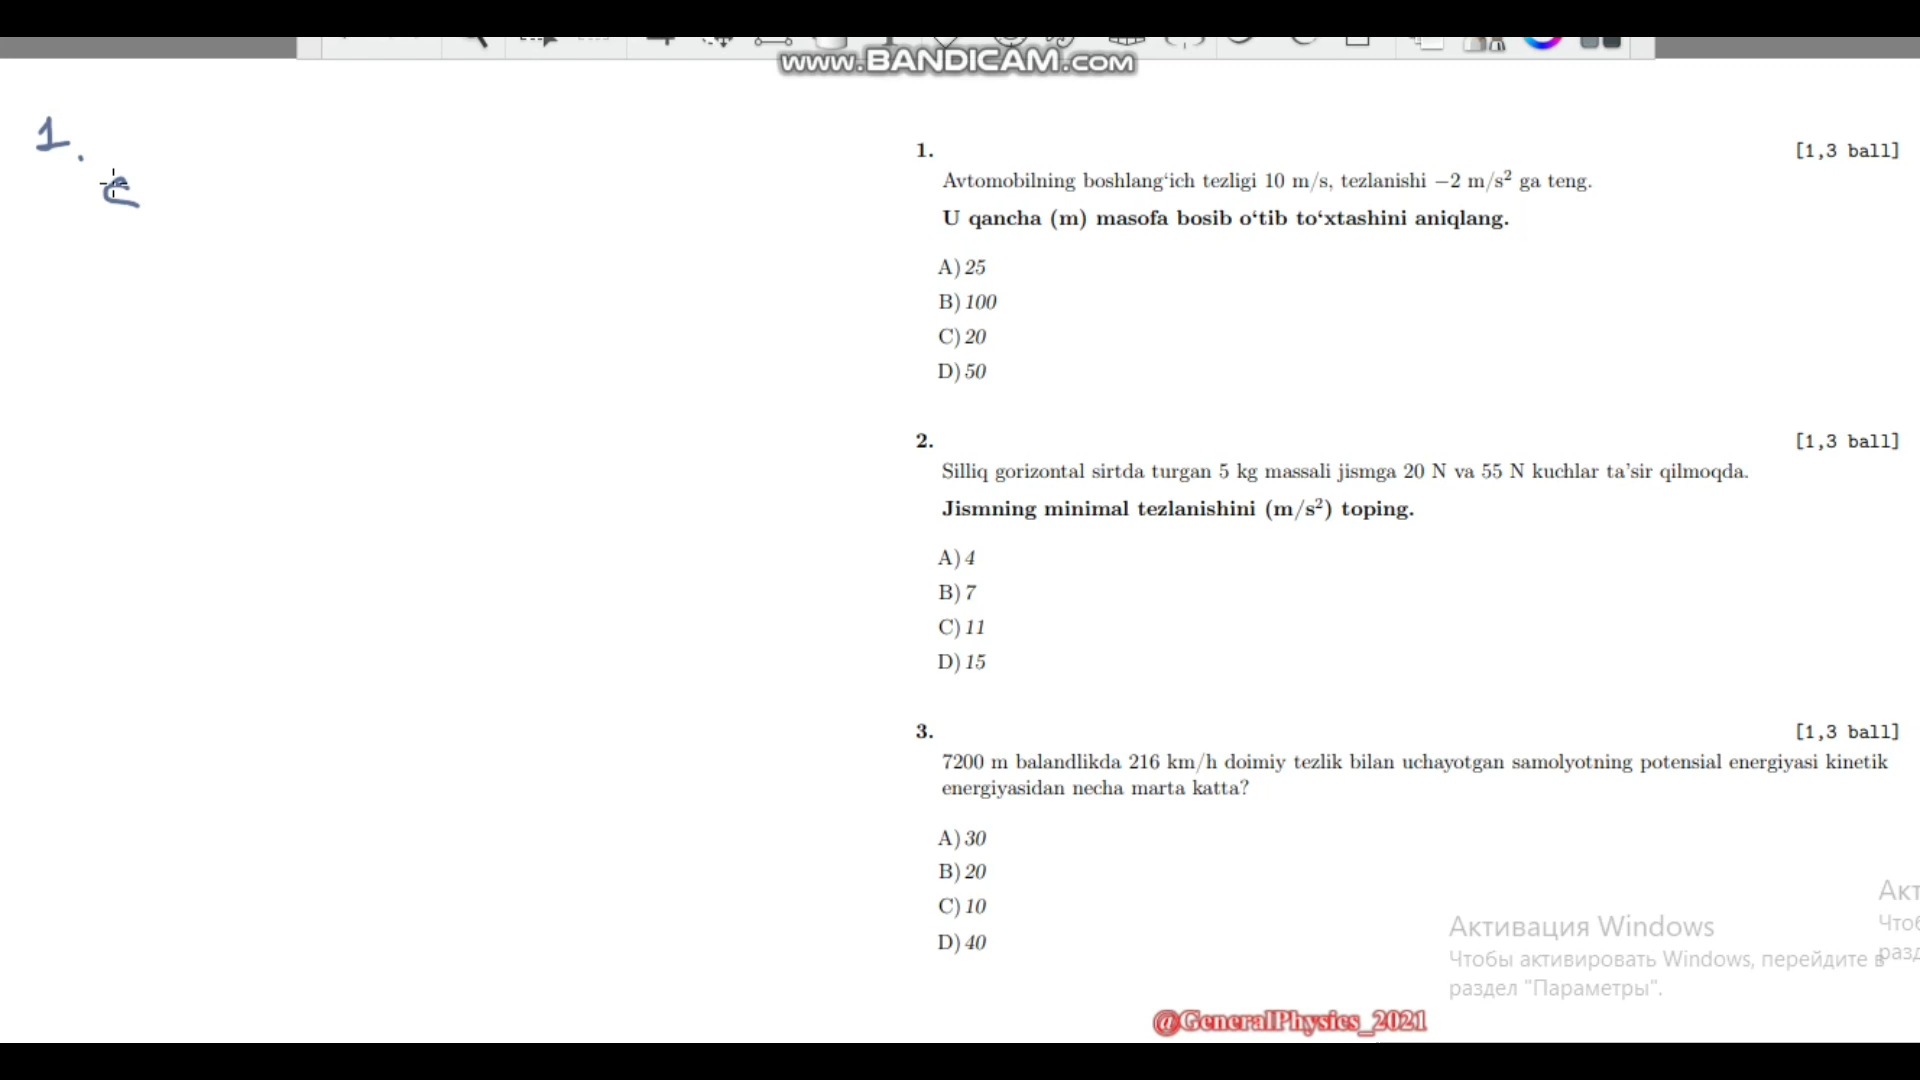 www.BANDICAM.com
1.
1. [1,3 ball]
Avtomobilning boshlang‘ich tezligi 10 m/s, tezlanishi −2 m/s² ga teng.
U qancha (m) masofa bosib o‘tib to‘xtashini aniqlang.
A) 25
B) 100
C) 20
D) 50
2. [1,3 ball]
Silliq gorizontal sirtda turgan 5 kg massali jismga 20 N va 55 N kuchlar ta’sir qilmoqda.
Jismning minimal tezlanishini (m/s²) toping.
A) 4
B) 7
C) 11
D) 15
3. [1,3 ball]
7200 m balandlikda 216 km/h doimiy tezlik bilan uchayotgan samolyotning potensial energiyasi kinetik
energiyasidan necha marta katta?
A) 30
B) 20
C) 10
D) 40
Активация Windows
Чтобы активировать Windows, перейдите в
раздел "Параметры".
@GeneralPhysics_2021